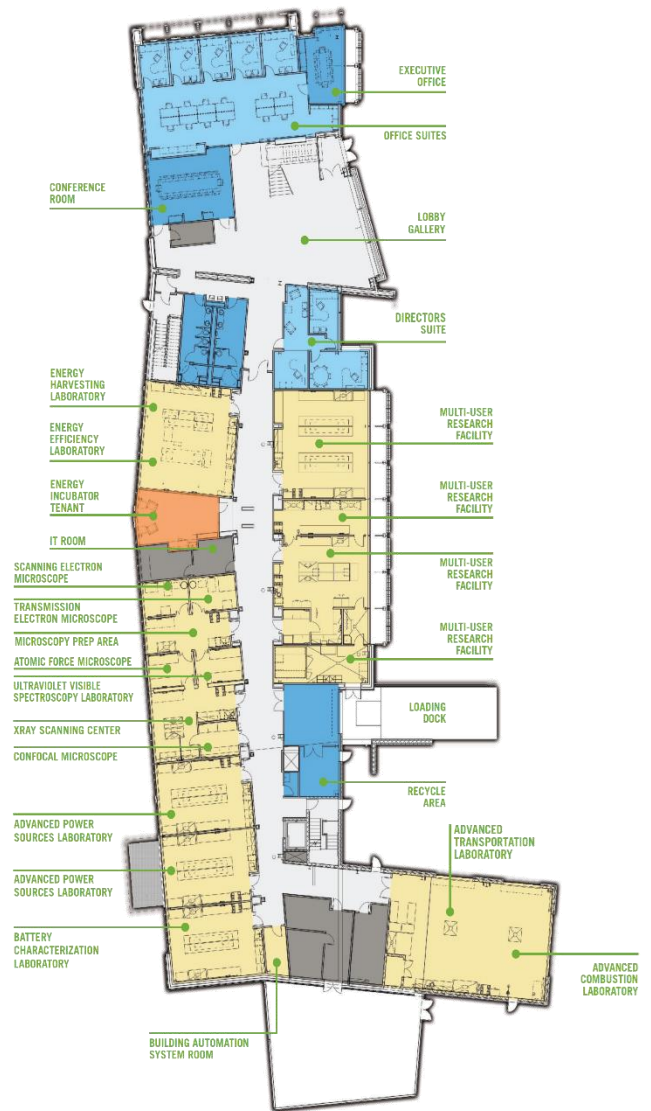 EXECUTIVE
OFFICE
OFFICE SUITES
CONFERENCE
ROOM
LOBBY
GALLERY
DIRECTORS
SUITE
ENERGY
HARVESTING
LABORATORY
ENERGY
EFFICIENCY
LABORATORY
MULTI-USER
RESEARCH
FACILITY
ENERGY
INCUBATOR
TENANT
MULTI-USER
RESEARCH
FACILITY
IT ROOM
SCANNING ELECTRON
MICROSCOPE
MULTI-USER
RESEARCH
FACILITY
TRANSMISSION
ELECTRON MICROSCOPE
MICROSCOPY PREP AREA
MULTI-USER
RESEARCH
FACILITY
ATOMIC FORCE MICROSCOPE
ULTRAVIOLET VISIBLE
SPECTROSCOPY LABORATORY
LOADING
DOCK
XRAY SCANNING CENTER
CONFOCAL MICROSCOPE
RECYCLE
AREA
ADVANCED POWER
SOURCES LABORATORY
ADVANCED
TRANSPORTATION
LABORATORY
ADVANCED POWER
SOURCES LABORATORY
BATTERY
CHARACTERIZATION
LABORATORY
ADVANCED
COMBUSTION
LABORATORY
BUILDING AUTOMATION
SYSTEM ROOM